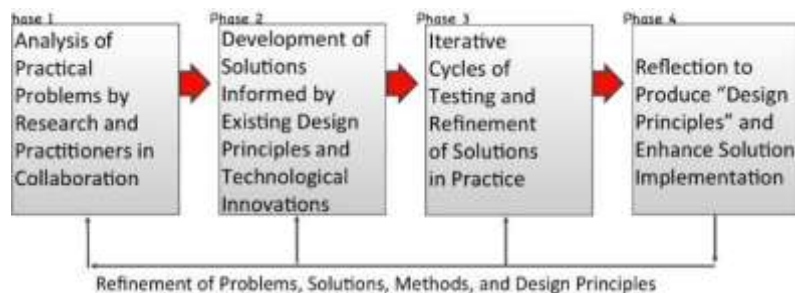 hase 1
Analysis of
Practical
Problems by
Research and
Practitioners in
Collaboration
Phase 2
Development of
Solutions
Informed by
Existing Design
Principles and
Technological
Innovations
Phase 3
Iterative
Cycles of
Testing and
Refinement
of Solutions
in Practice
Phase 4
Reflection to
Produce “Design
Principles” and
Enhance Solution
Implementation
Refinement of Problems, Solutions, Methods, and Design Principles